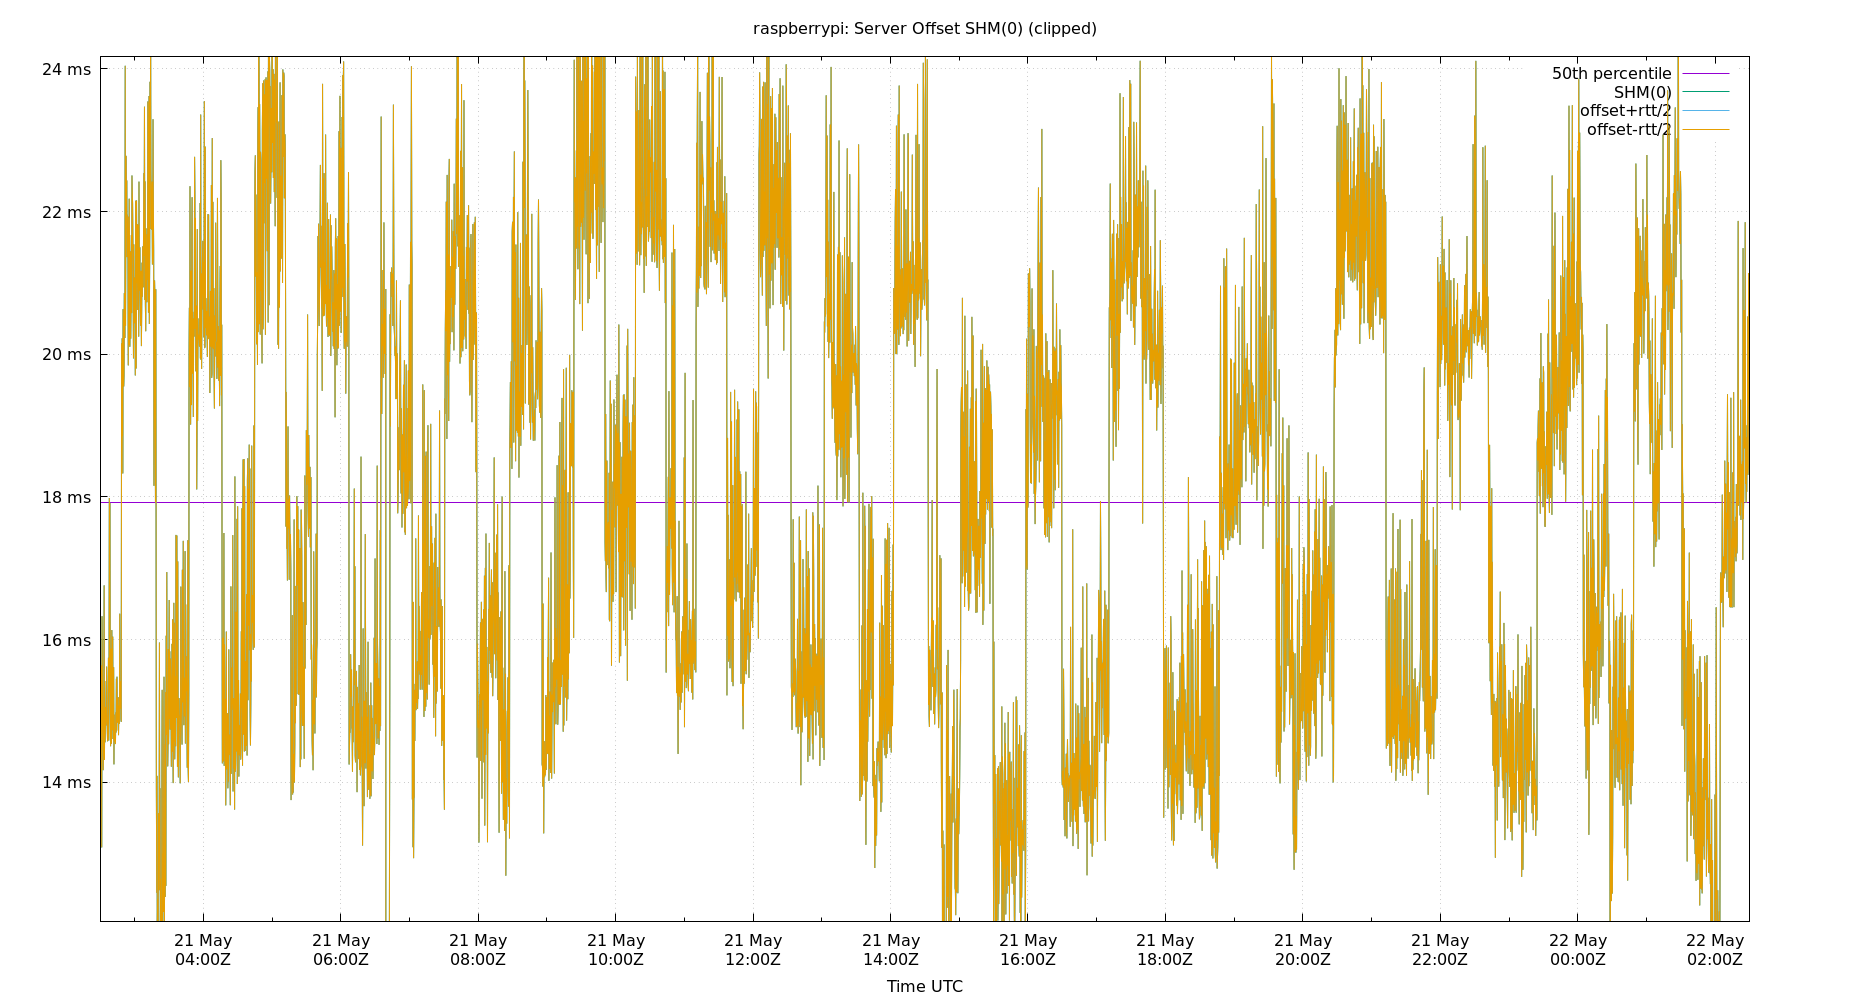 raspberrypi: Server Offset SHM(0) (clipped)
24 ms
22 ms
20 ms
18 ms
16 ms
14 ms
50th percentile
SHM(0)
offset+rtt/2
offset-rtt/2
21 May 21 May 21 May 21 May 21 May 21 May 21 May 21 May 21 May 21 May 22 May 22 May
04:00Z 06:00Z 08:00Z 10:00Z 12:00Z 14:00Z 16:00Z 18:00Z 20:00Z 22:00Z 00:00Z 02:00Z
Time UTC